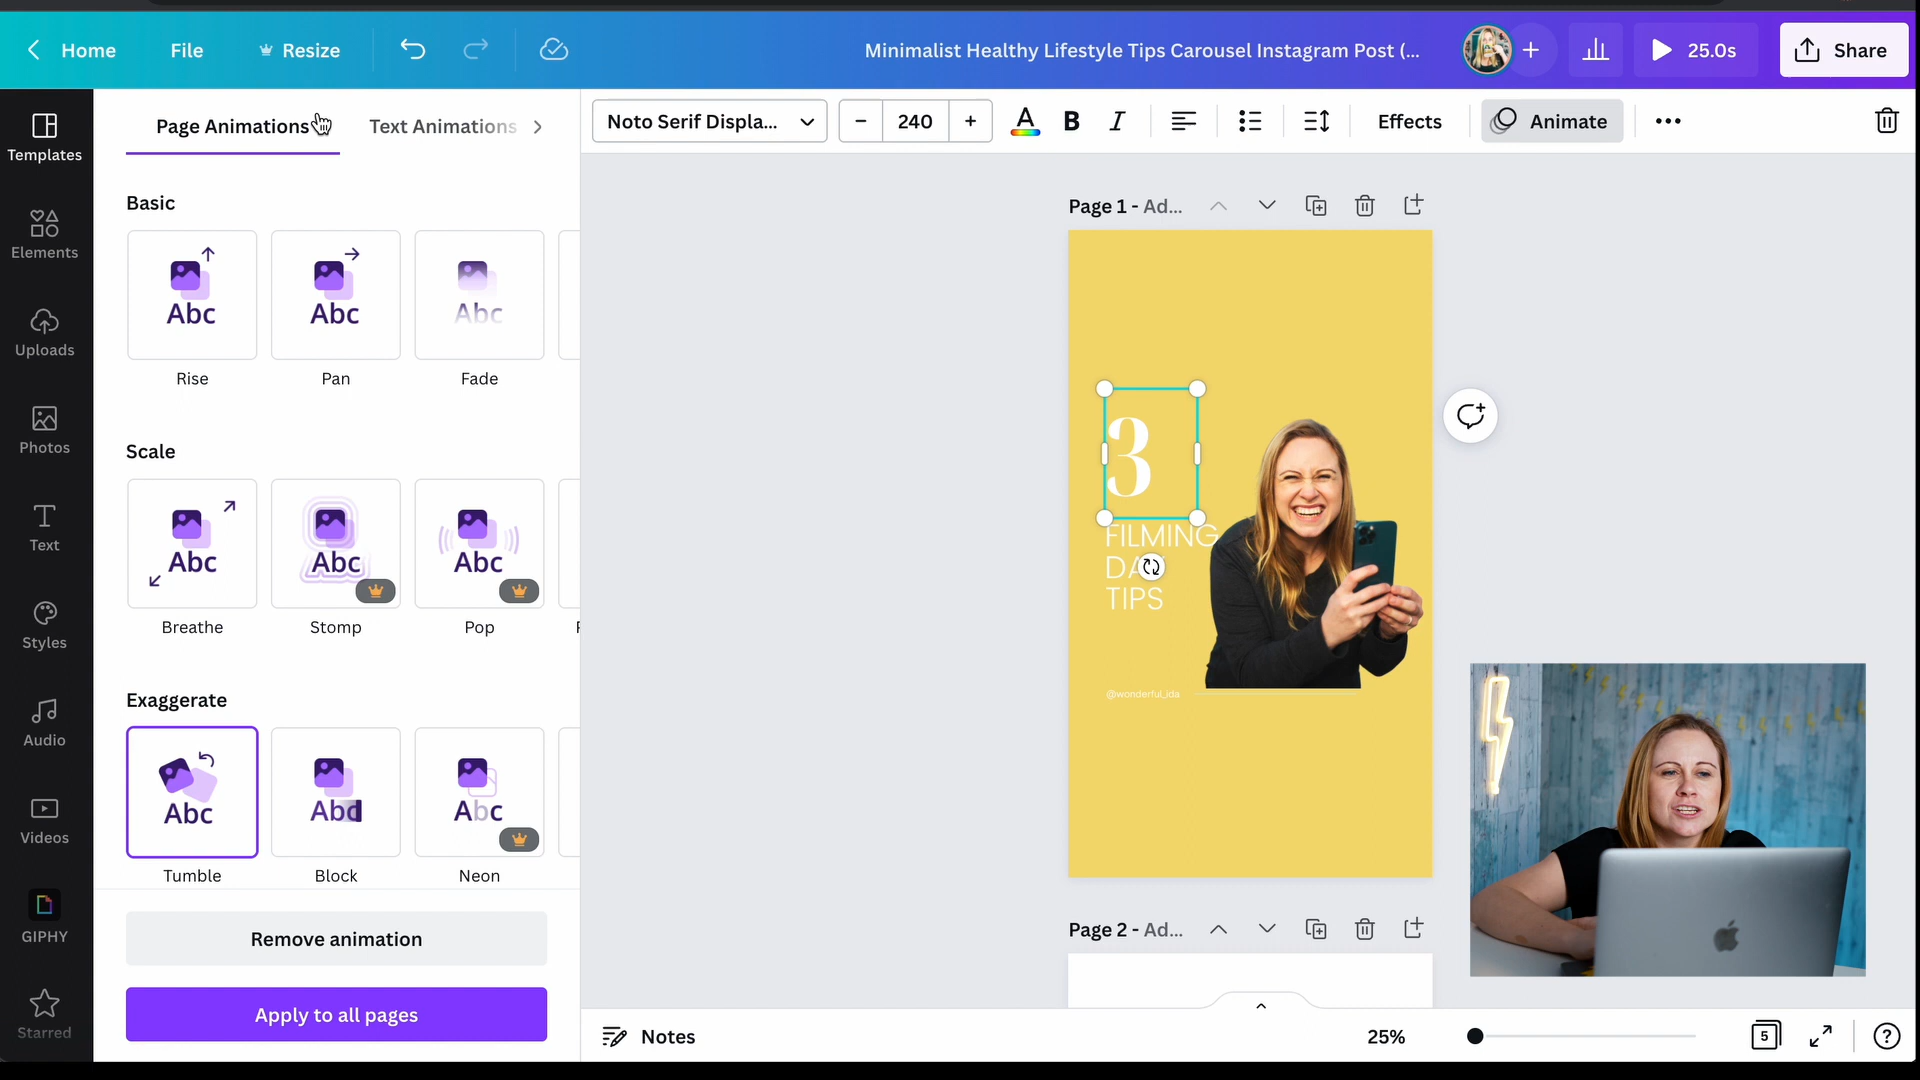 Home
File
Resize
Minimalist Healthy Lifestyle Tips Carousel Instagram Post (...
25.0s
Share
Templates
Elements
Uploads
Photos
Text
Styles
Audio
Videos
GIPHY
Starred
Page Animations
Text Animations
Basic
Abc
Abc
Abc
Rise
Pan
Fade
Scale
Abc
Abc
Abc
Breathe
Stomp
Pop
Exaggerate
Abc
Abc
Abc
Tumble
Block
Neon
Remove animation
Apply to all pages
Noto Serif Displa...
240
A
B
I
Effects
Animate
Page 1 - Ad...
3
FILMING
DAY
TIPS
@wonderful_ida
Page 2 - Ad...
Notes
25%
5
?